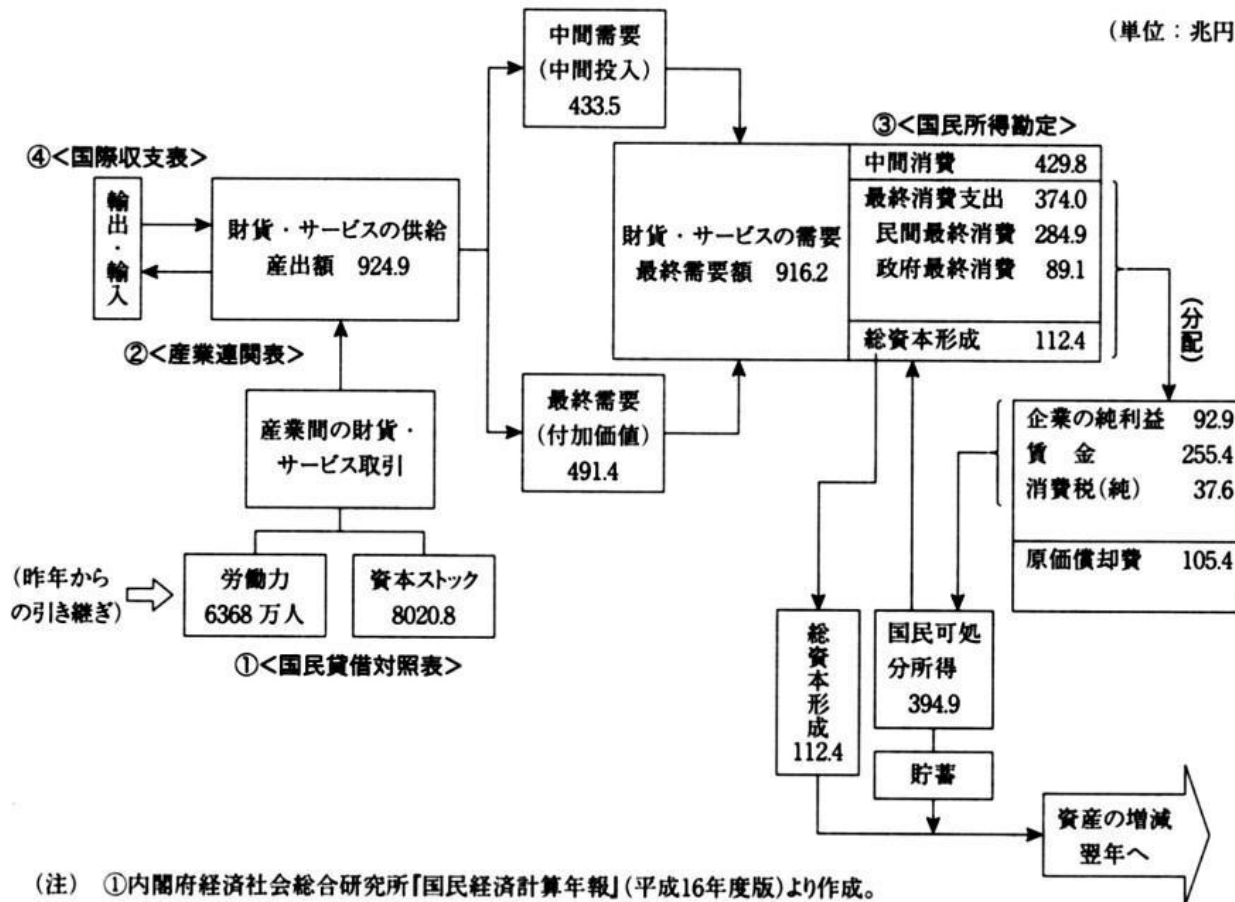 (単位：兆円
中間需要
(中間投入)
433.5
④<国際収支表>
輸出・輸入
財貨・サービスの供給
産出額 924.9
②<産業連関表>
産業間の財貨・
サービス取引
(昨年から
の引き継ぎ)
労働力
6368 万人
資本ストック
8020.8
①<国民貸借対照表>
最終需要
(付加価値)
491.4
財貨・サービスの需要
最終需要額 916.2
③<国民所得勘定>
中間消費 429.8
最終消費支出 374.0
民間最終消費 284.9
政府最終消費 89.1
総資本形成 112.4
(分配)
企業の純利益 92.9
賃 金 255.4
消費税(純) 37.6
原価償却費 105.4
総資本形成
112.4
国民可処
分所得
394.9
貯蓄
資産の増減
翌年へ
(注) ①内閣府経済社会総合研究所『国民経済計算年報』(平成16年度版)より作成。